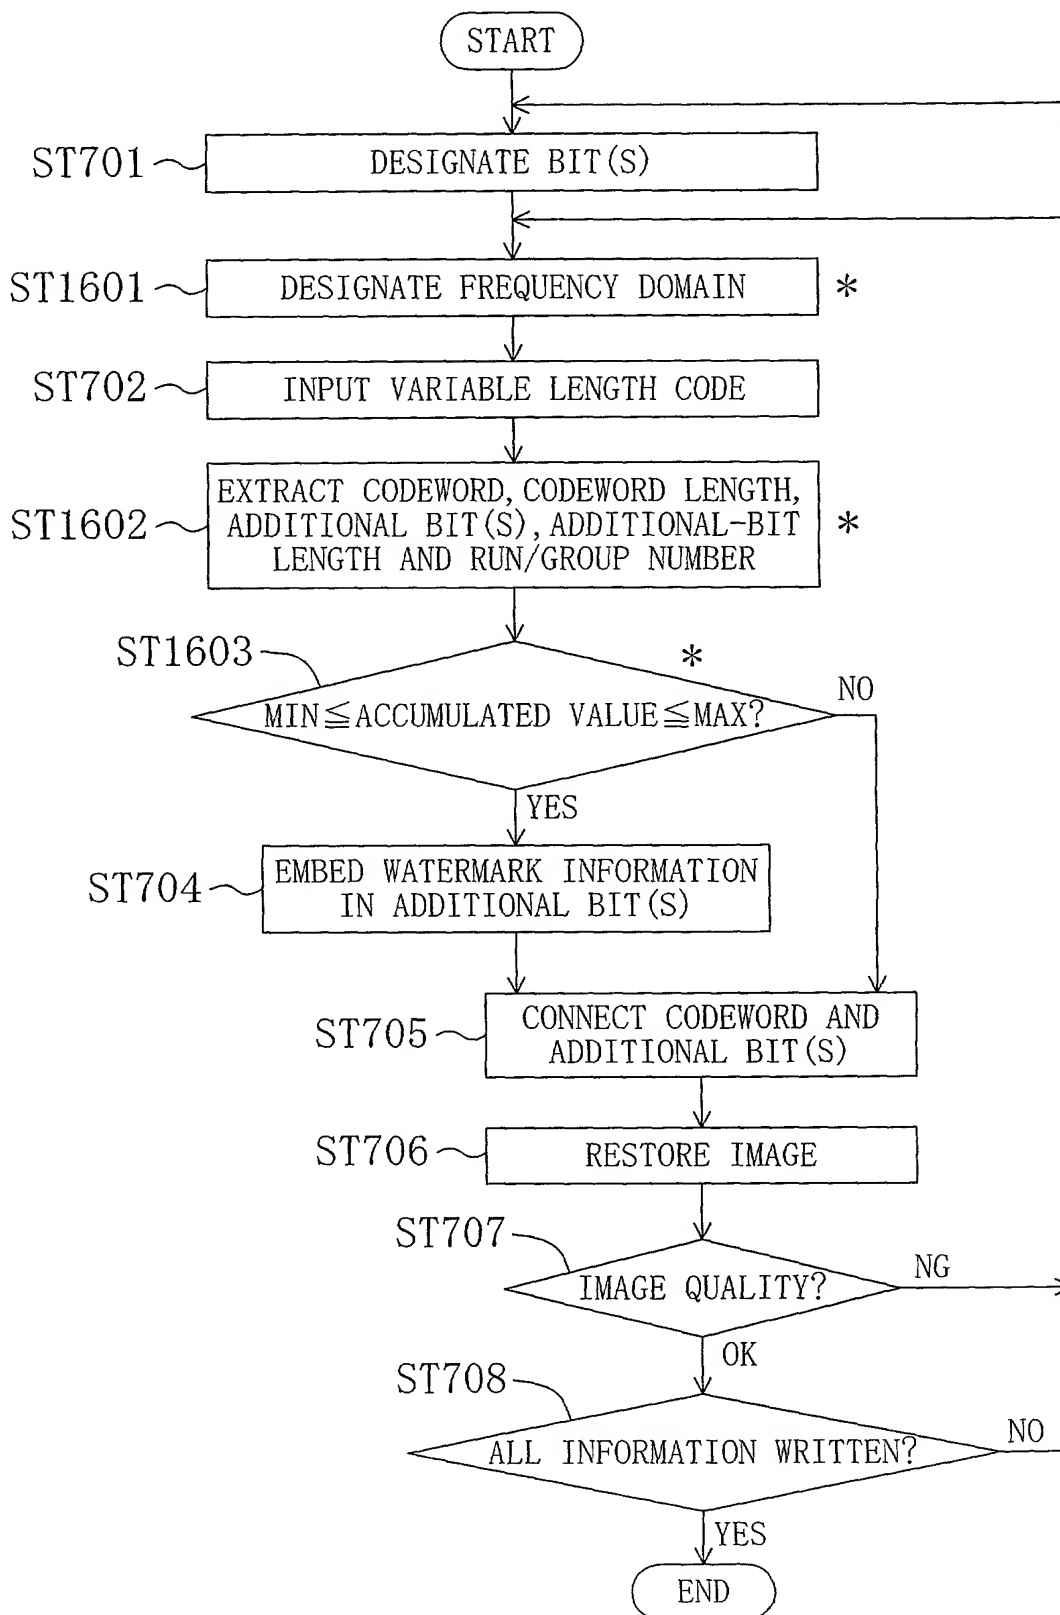 START
ST701
DESIGNATE BIT(S)
ST1601
DESIGNATE FREQUENCY DOMAIN
*
ST702
INPUT VARIABLE LENGTH CODE
ST1602
EXTRACT CODEWORD, CODEWORD LENGTH,
ADDITIONAL BIT(S), ADDITIONAL-BIT
LENGTH AND RUN/GROUP NUMBER
*
ST1603
*
MIN≦ACCUMULATED VALUE≦MAX?
NO
YES
ST704
EMBED WATERMARK INFORMATION
IN ADDITIONAL BIT(S)
ST705
CONNECT CODEWORD AND
ADDITIONAL BIT(S)
ST706
RESTORE IMAGE
ST707
IMAGE QUALITY?
NG
OK
ST708
ALL INFORMATION WRITTEN?
NO
YES
END